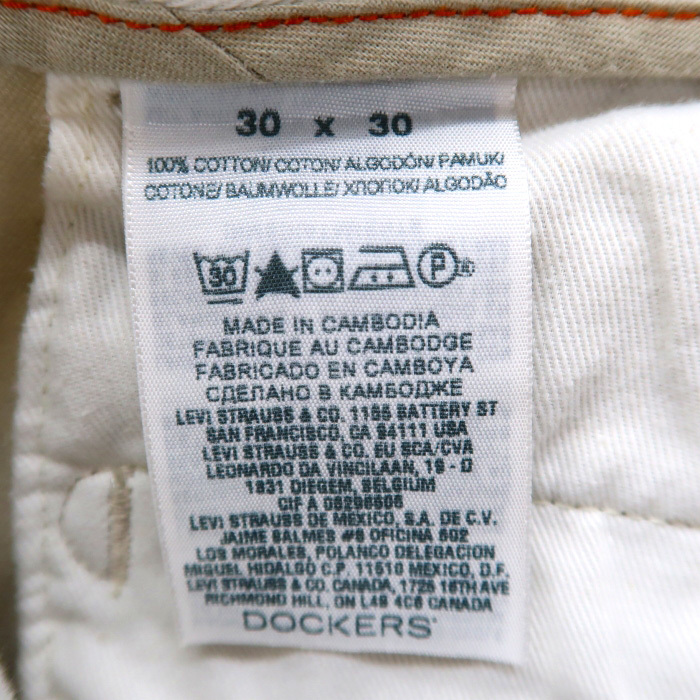 30 x 30
100% COTTON/ COTON/ ALGODÓN/ PAMUK/
COTONE/ BAUMWOLLE/ ХЛОПОК/ ALGODÃO
30
P
MADE IN CAMBODIA
FABRIQUE AU CAMBODGE
FABRICADO EN CAMBOYA
СДЕЛАНО В КАМБОДЖЕ
LEVI STRAUSS & CO. 1155 BATTERY ST
SAN FRANCISCO, CA 94111 USA
LEVI STRAUSS & CO. EU SCA/CVA
LEONARDO DA VINCILAAN, 19 - D
1831 DIEGEM, BELGIUM
CIF A
LEVI STRAUSS DE MEXICO, S.A. DE C.V.
JAIME BALMES #8 OFICINA 602
LOS MORALES, POLANCO DELEGACION
MIGUEL HIDALGO C.P. 11510 MEXICO, D.F.
LEVI STRAUSS & CO. CANADA, 1725 16TH AVE
RICHMOND HILL, ON L4B 4C6 CANADA
DOCKERS